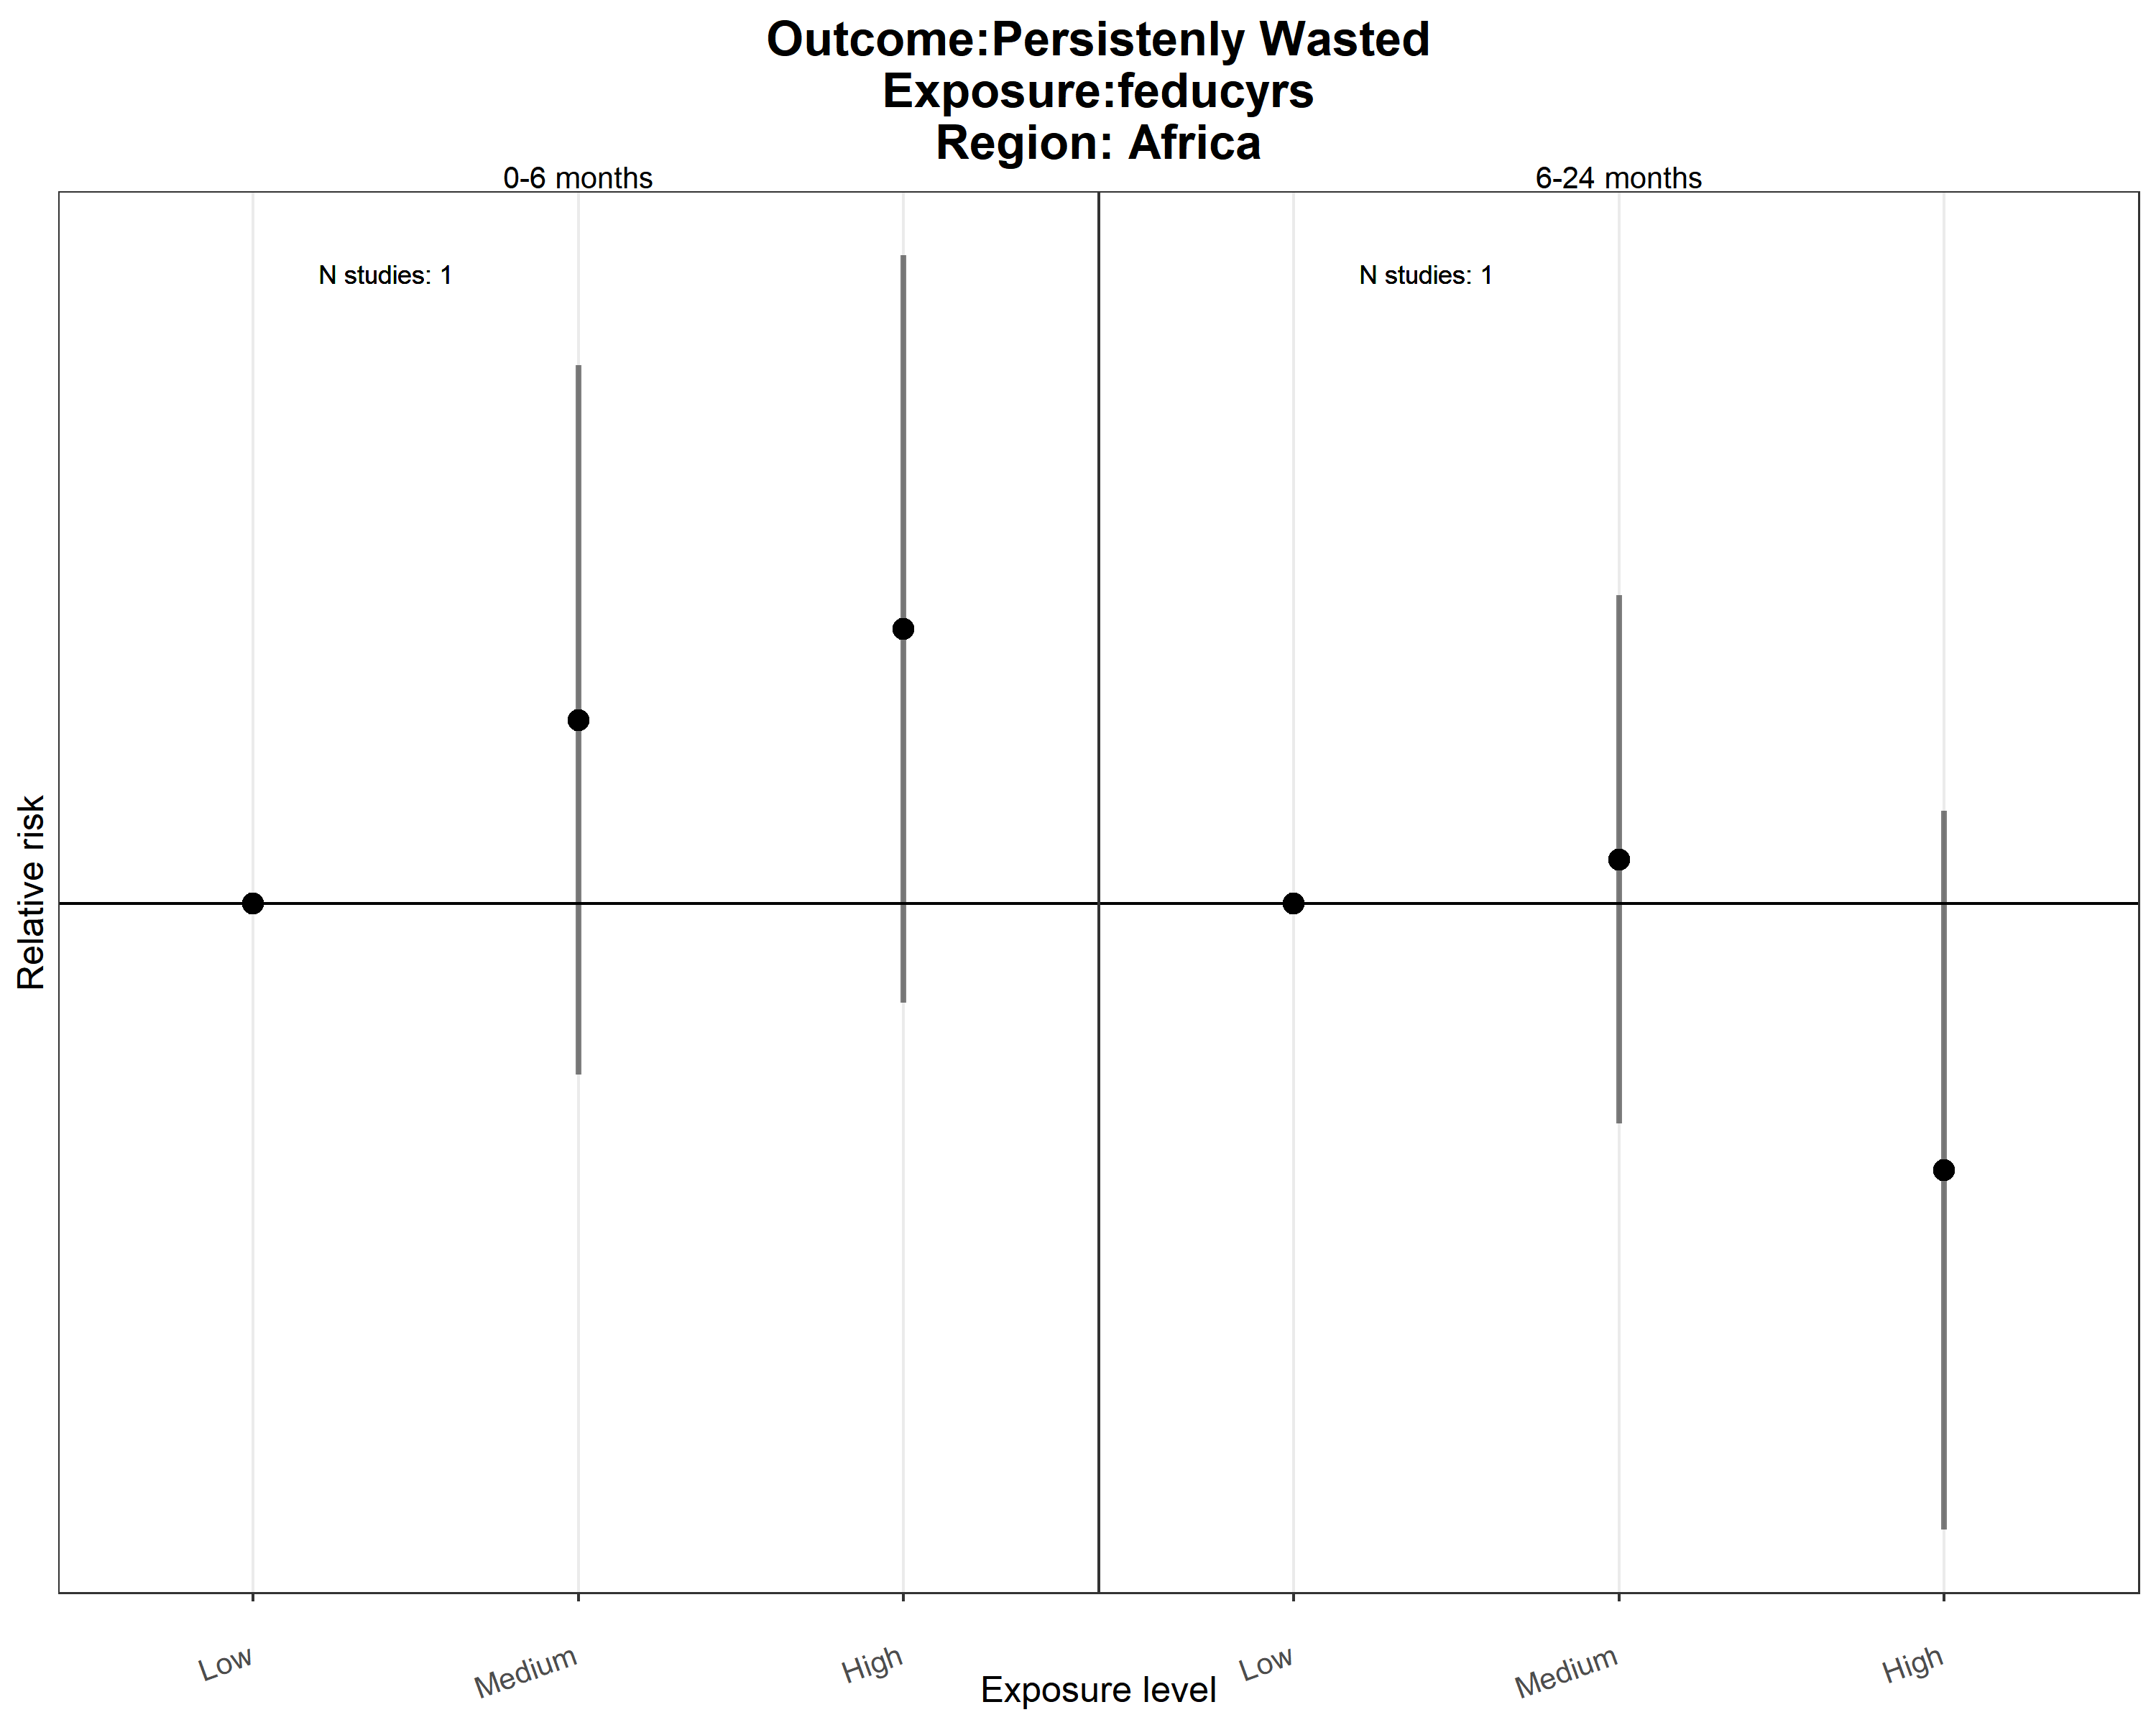 Outcome:Persistenly Wasted
Exposure:feducyrs
Region: Africa
0-6 months
6-24 months
N studies: 1
N studies: 1
Relative risk
Low
Medium
High
Low
Medium
High
Exposure level